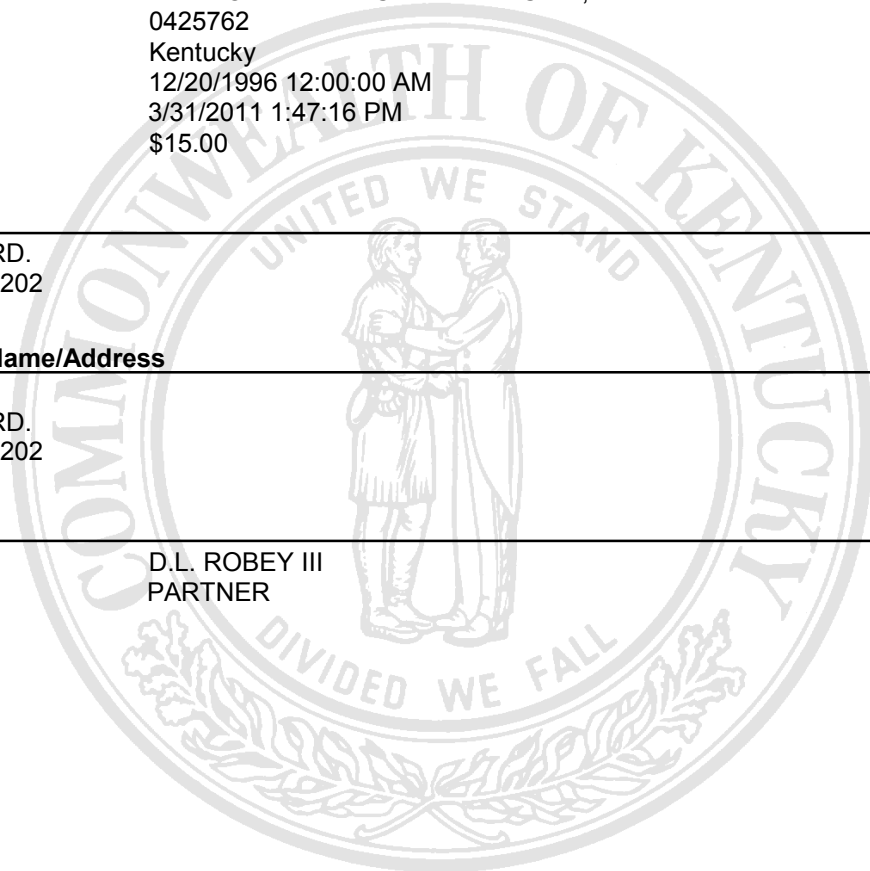 0425762
Kentucky
12/20/1996 12:00:00 AM
3/31/2011 1:47:16 PM
$15.00
RD.
202
Name/Address
RD.
202
D.L. ROBEY III
PARTNER
COMMONWEALTH OF KENTUCKY
UNITED WE STAND
DIVIDED WE FALL